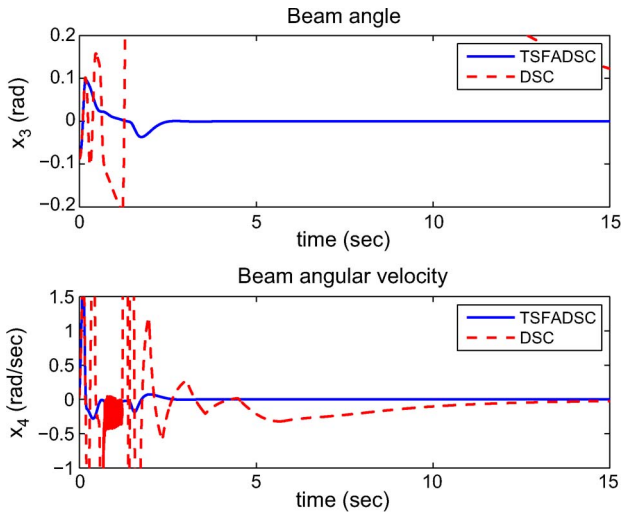 Beam angle
0.2
0.1
0
−0.1
−0.2
x3 (rad)
TSFADSC
DSC
0
5
10
15
time (sec)
Beam angular velocity
1.5
1
0.5
0
−0.5
−1
x4 (rad/sec)
TSFADSC
DSC
0
5
10
15
time (sec)